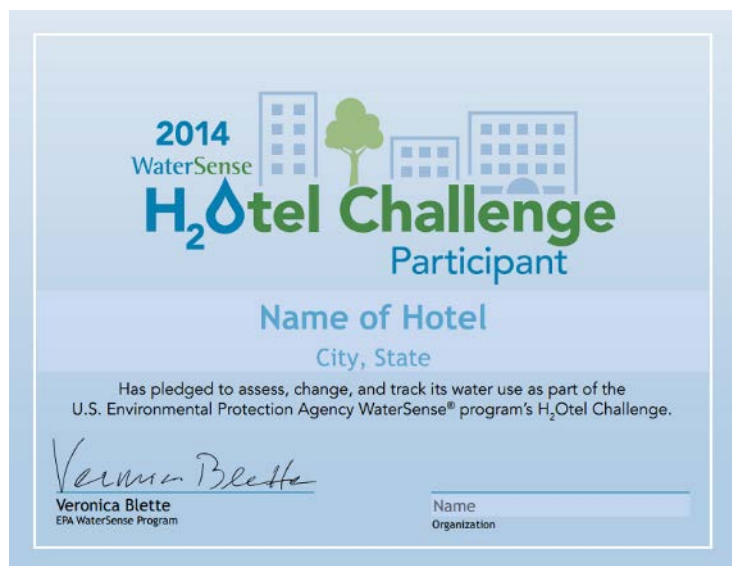 2014
WaterSense
H₂Otel Challenge
Participant
Name of Hotel
City, State
Has pledged to assess, change, and track its water use as part of the
U.S. Environmental Protection Agency WaterSense® program's H₂Otel Challenge.
Veronica Blette
Veronica Blette
EPA WaterSense Program
Name
Organization